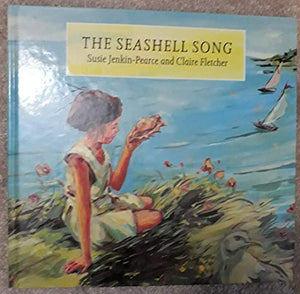 THE SEASHELL SONG
Susie Jenkin-Pearce and Claire Fletcher